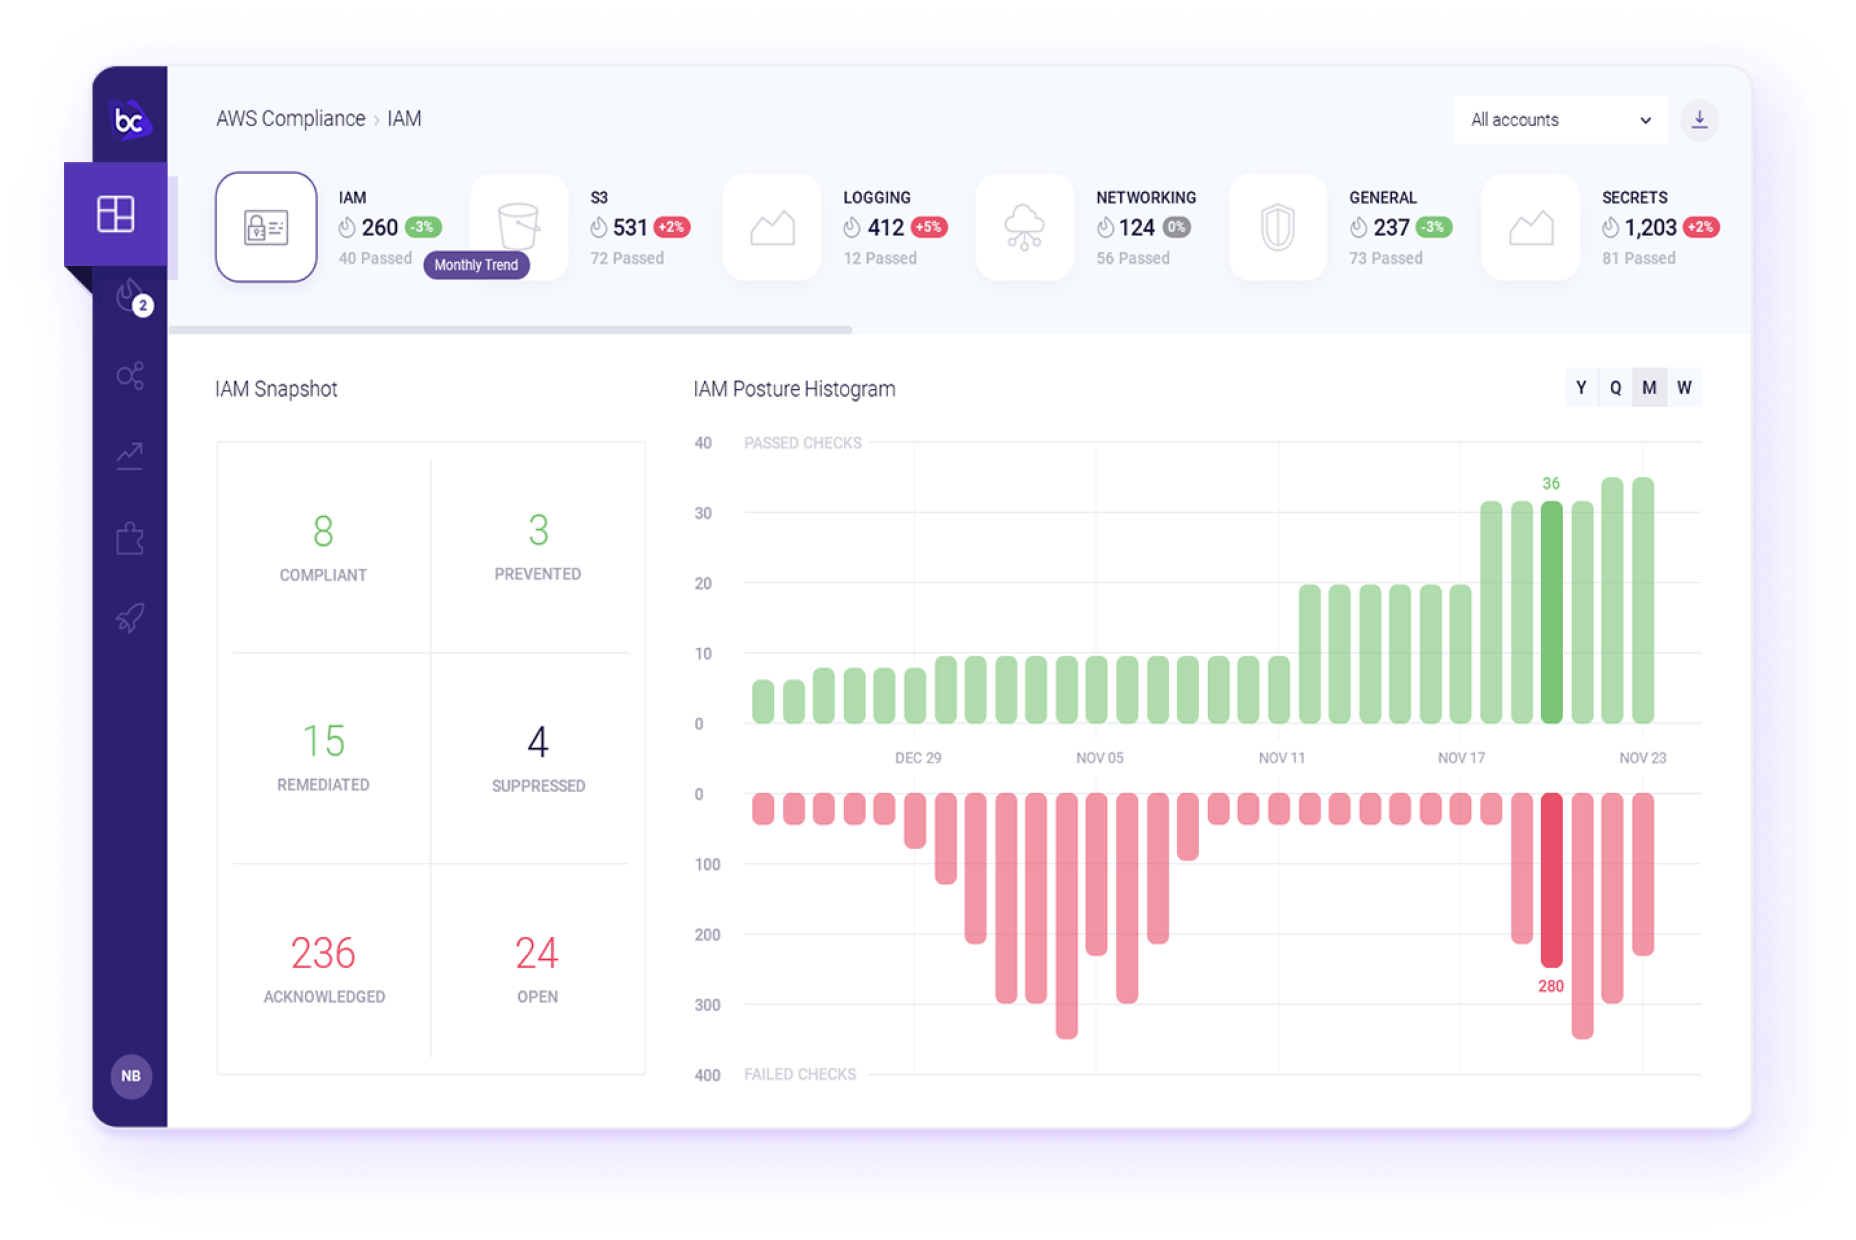 bc
AWS Compliance › IAM
All accounts
IAM
260 -3%
40 Passed
Monthly Trend
S3
531 +2%
72 Passed
LOGGING
412 +5%
12 Passed
NETWORKING
124 0%
56 Passed
GENERAL
237 -3%
73 Passed
SECRETS
1,203 +2%
81 Passed
2
NB
IAM Snapshot
8
COMPLIANT
3
PREVENTED
15
REMEDIATED
4
SUPPRESSED
236
ACKNOWLEDGED
24
OPEN
IAM Posture Histogram
Y Q M W
40 PASSED CHECKS
36
30
20
10
0
DEC 29 NOV 05 NOV 11 NOV 17 NOV 23
0
100
200
280
300
400 FAILED CHECKS